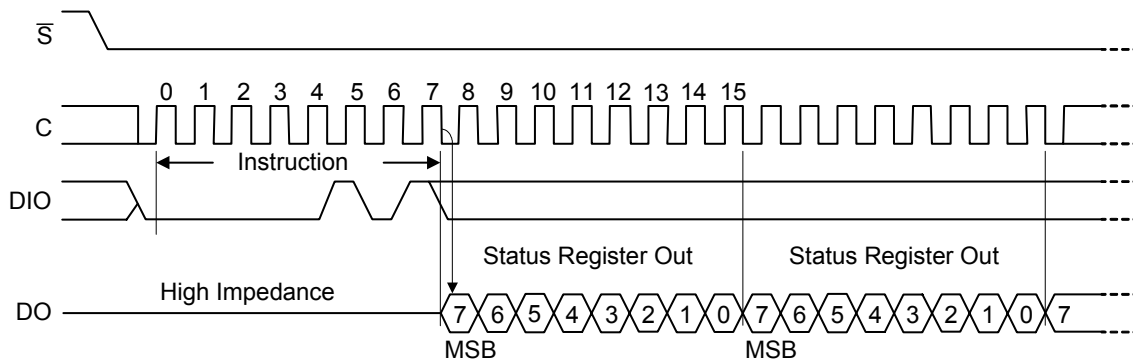 S̅
0 1 2 3 4 5 6 7 8 9 10 11 12 13 14 15
C
Instruction
DIO
Status Register Out Status Register Out
High Impedance
DO
7 6 5 4 3 2 1 0 7 6 5 4 3 2 1 0 7
MSB MSB